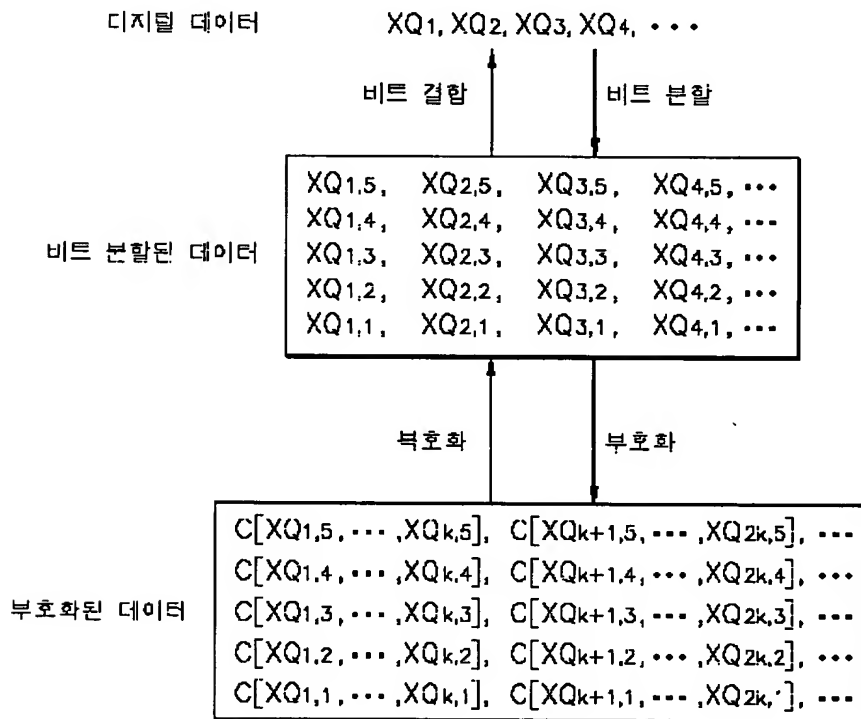 디지털 데이터 XQ1, XQ2, XQ3, XQ4, •••
비트 결합 비트 분할
XQ1,5, XQ2,5, XQ3,5, XQ4,5, •••
XQ1,4, XQ2,4, XQ3,4, XQ4,4, •••
비트 분할된 데이터 XQ1,3, XQ2,3, XQ3,3, XQ4,3, •••
XQ1,2, XQ2,2, XQ3,2, XQ4,2, •••
XQ1,1, XQ2,1, XQ3,1, XQ4,1, •••
복호화 부호화
C[XQ1,5, ••• ,XQk,5], C[XQk+1,5, ••• ,XQ2k,5], •••
C[XQ1,4, ••• ,XQk,4], C[XQk+1,4, ••• ,XQ2k,4], •••
부호화된 데이터 C[XQ1,3, ••• ,XQk,3], C[XQk+1,3, ••• ,XQ2k,3], •••
C[XQ1,2, ••• ,XQk,2], C[XQk+1,2, ••• ,XQ2k,2], •••
C[XQ1,1, ••• ,XQk,1], C[XQk+1,1, ••• ,XQ2k,'], •••